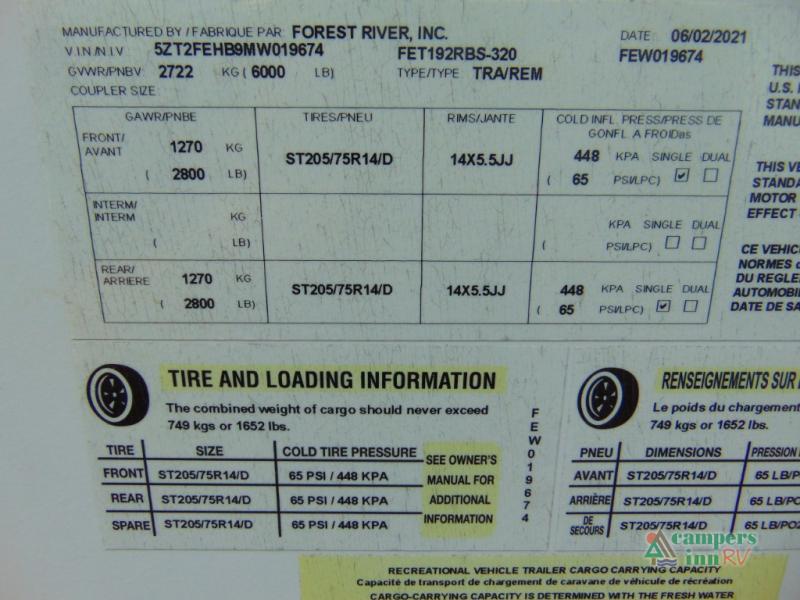 MANUFACTURED BY / FABRIQUE PAR FOREST RIVER, INC. DATE: 06/02/2021
V.I.N./N.I.V 5ZT2FEHB9MW019674 FET192RBS-320 FEW019674
GVWR/PNBV 2722 KG ( 6000 LB) TYPE/TYPE TRA/REM
COUPLER SIZE:
GAWR/PNBE TIRES/PNEU RIMS/JANTE COLD INFL. PRESS/PRESS DE
GONFL A FROIDas
FRONT/
AVANT 1270 KG ST205/75R14/D 14X5.5JJ 448 KPA SINGLE DUAL
( 2800 LB) ( 65 PSI/LPC)
INTERM/
INTERM KG KPA SINGLE DUAL
( LB) ( PSI/LPC)
REAR/
ARRIERE 1270 KG ST205/75R14/D 14X5.5JJ 448 KPA SINGLE DUAL
( 2800 LB) ( 65 PSI/LPC)
THIS
U.S.
STAN
MANU
THIS VE
STANDA
MOTOR
EFFECT
CE VEHIC
NORMES
DU REGLE
AUTOMOBI
DATE DE SA
TIRE AND LOADING INFORMATION
The combined weight of cargo should never exceed
749 kgs or 1652 lbs.
TIRE SIZE COLD TIRE PRESSURE
FRONT ST205/75R14/D 65 PSI / 448 KPA
REAR ST205/75R14/D 65 PSI / 448 KPA
SPARE ST205/75R14/D 65 PSI / 448 KPA
SEE OWNER'S
MANUAL FOR
ADDITIONAL
INFORMATION
FEW019674
RENSEIGNEMENTS SUR
Le poids du chargement
749 kgs or 1652 lbs.
PNEU DIMENSIONS PRESSION
AVANT ST205/75R14/D 65 LB/P
ARRIÈRE ST205/75R14/D 65 LB/PO
DE
SECOURS ST205/75R14/D 65 LB/PO2
campers
inn RV
RECREATIONAL VEHICLE TRAILER CARGO CARRYING CAPACITY
Capacité de transport de chargement de caravane de véhicule de récréation
CARGO-CARRYING CAPACITY IS DETERMINED WITH THE FRESH WATER